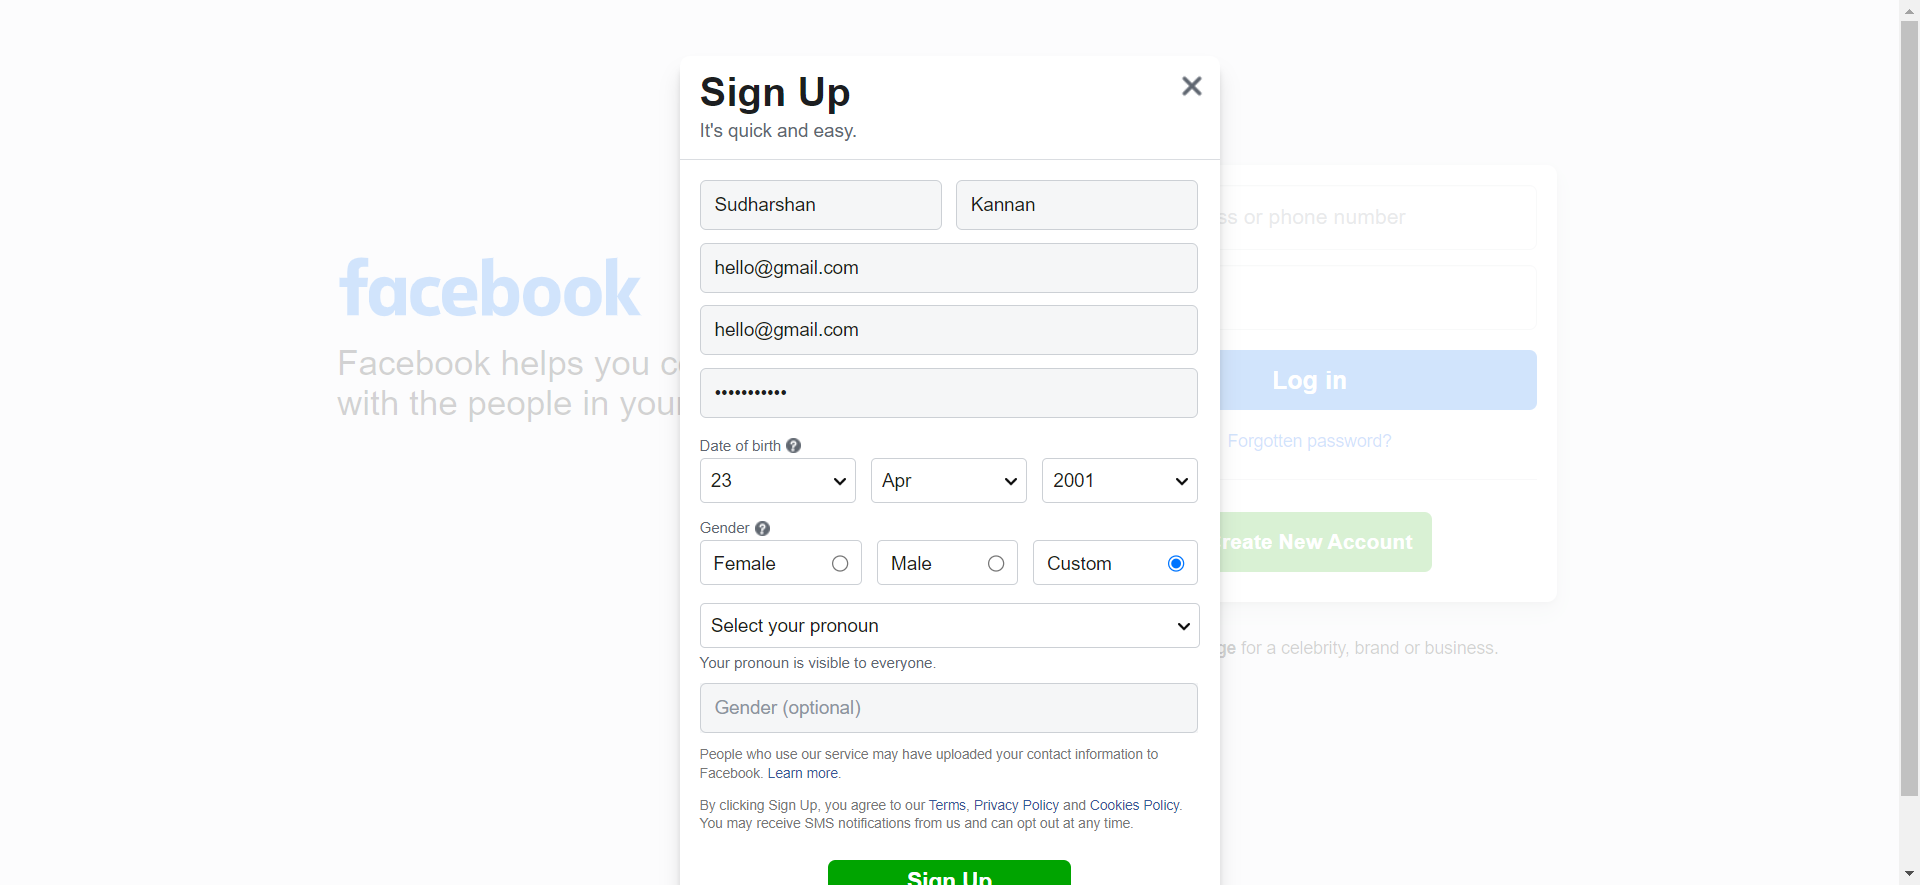 Sign Up
It's quick and easy.
Sudharshan
Kannan
hello@gmail.com
hello@gmail.com
•••••••••••
Date of birth ?
23
Apr
2001
Gender ?
Female
Male
Custom
Select your pronoun
Your pronoun is visible to everyone.
Gender (optional)
People who use our service may have uploaded your contact information to
Facebook. Learn more.
By clicking Sign Up, you agree to our Terms, Privacy Policy and Cookies Policy.
You may receive SMS notifications from us and can opt out at any time.
Sign Up
facebook
Facebook helps you
with the people in your
or phone number
Log in
Forgotten password?
New Account
for a celebrity, brand or business.